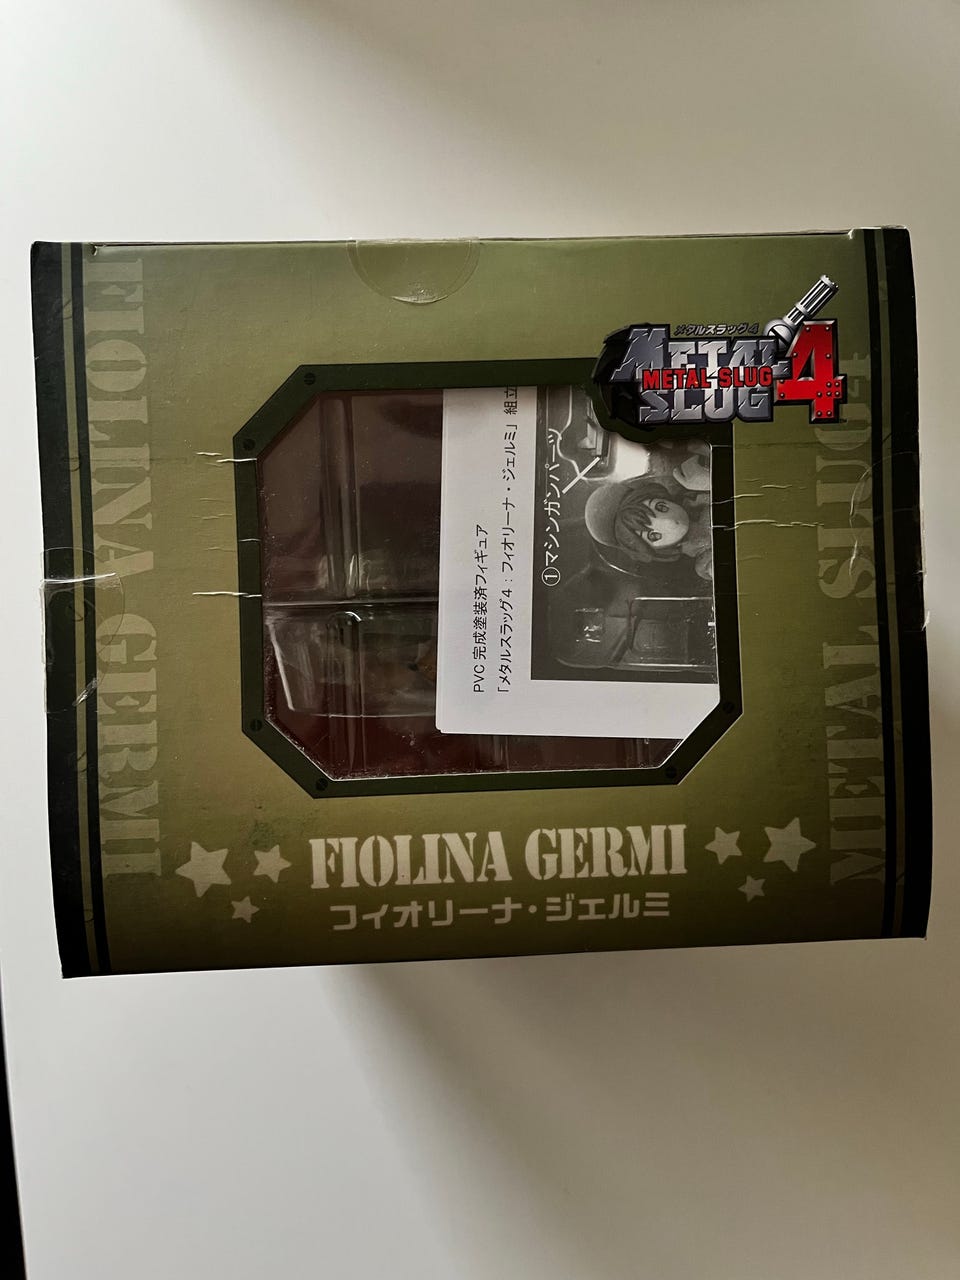 メタルスラッグ4
METAL SLUG 4
METAL SLUG
FIOLINA GERMI
METAL SLUG
PVC 完成塗装済フィギュア
「メタルスラッグ4:フィオリーナ・ジェルミ」組立
①マシンガンパーツ
FIOLINA GERMI
フィオリーナ・ジェルミ